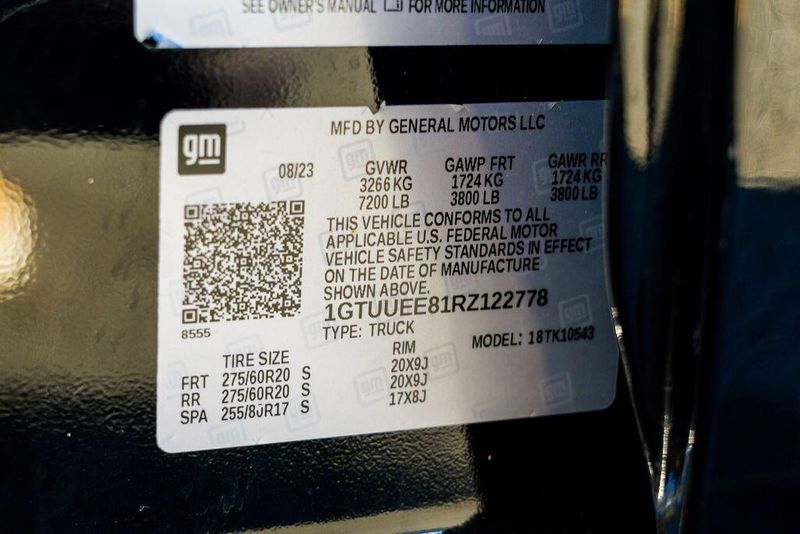 SEE OWNER'S MANUAL FOR MORE INFORMATION
gm
MFD BY GENERAL MOTORS LLC
08/23 GVWR GAWP FRT GAWR RR
3266 KG 1724 KG 1724 KG
7200 LB 3800 LB 3800 LB
THIS VEHICLE CONFORMS TO ALL
APPLICABLE U.S. FEDERAL MOTOR
VEHICLE SAFETY STANDARDS IN EFFECT
ON THE DATE OF MANUFACTURE
SHOWN ABOVE.
1GTUUEE81RZ122778
8555
TYPE: TRUCK MODEL: 18TK10543
TIRE SIZE RIM
FRT 275/60R20 S 20X9J
RR 275/60R20 S 20X9J
SPA 255/80R17 S 17X8J